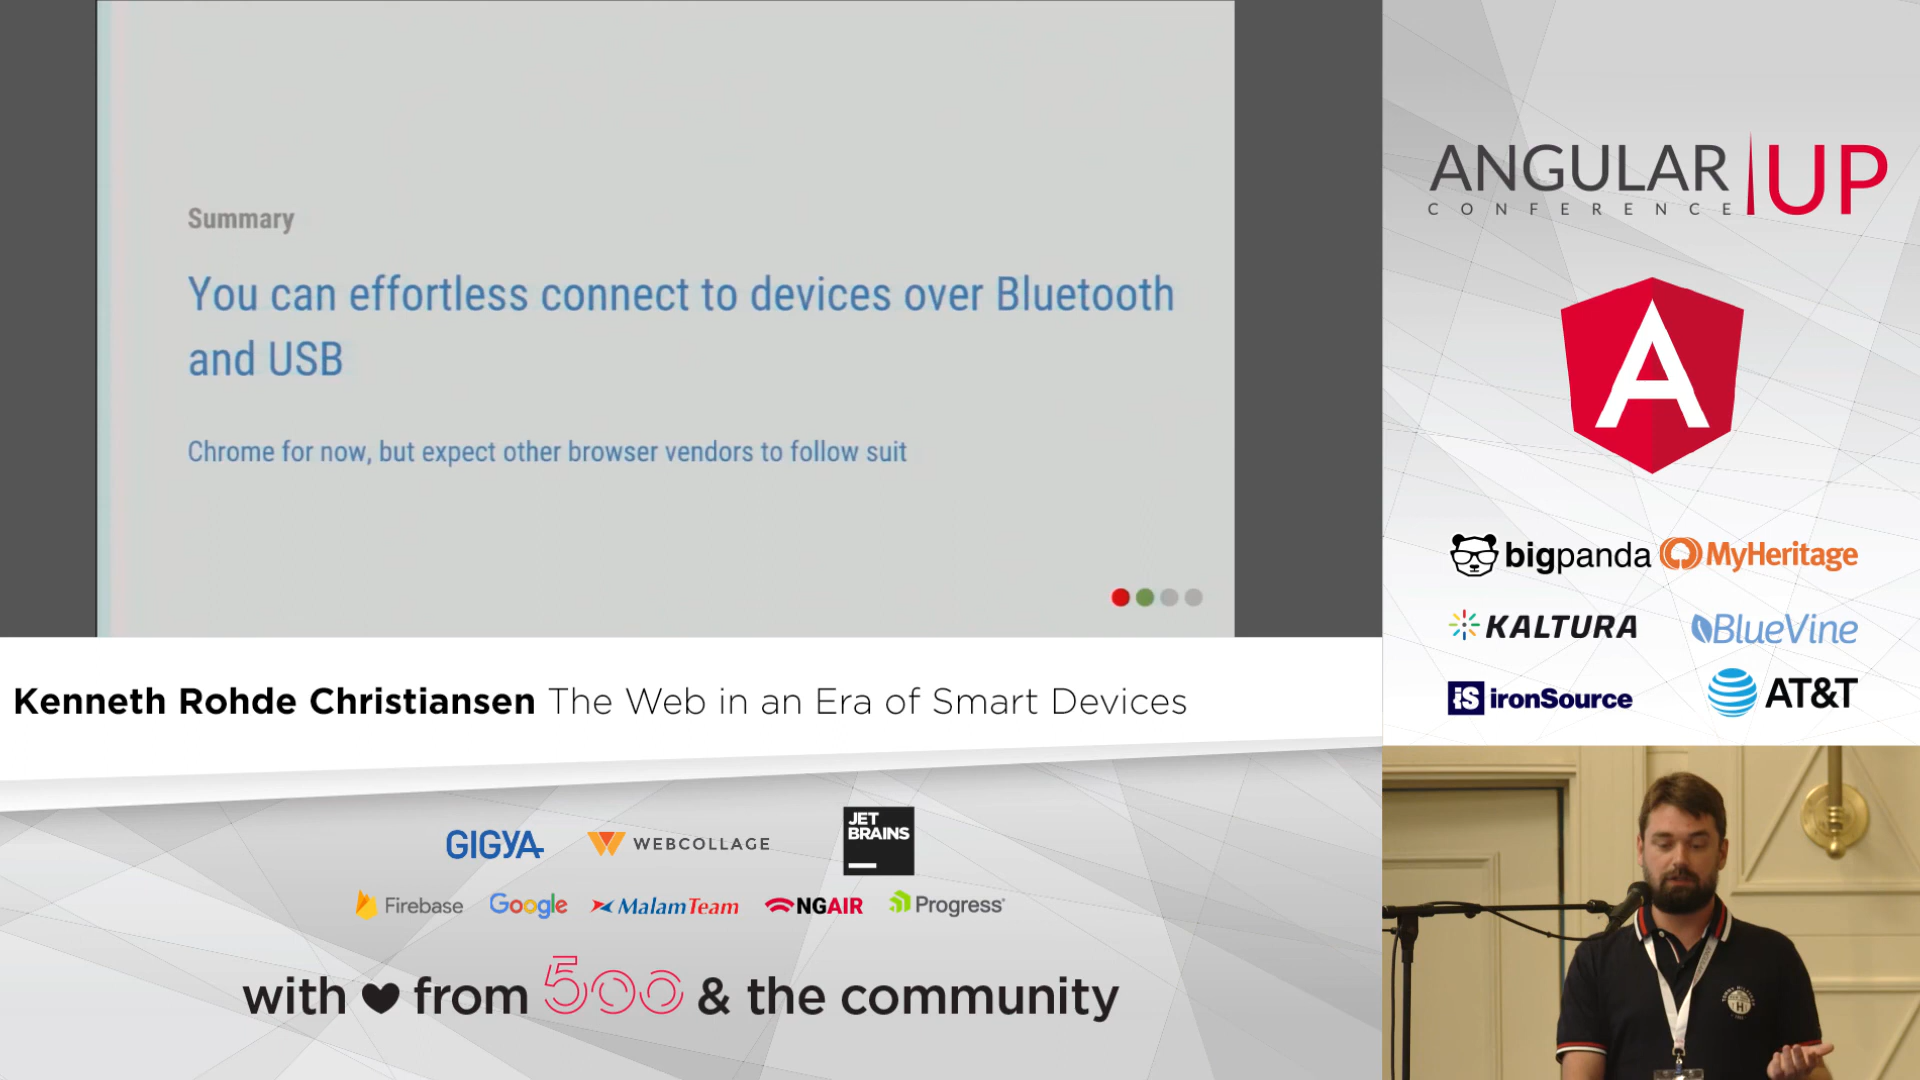 Summary
You can effortless connect to devices over Bluetooth
and USB
Chrome for now, but expect other browser vendors to follow suit
Kenneth Rohde Christiansen The Web in an Era of Smart Devices
GIGYA
WEBCOLLAGE
JET
BRAINS
Firebase
Google
MalamTeam
NGAIR
Progress
with from 500 & the community
ANGULAR UP
CONFERENCE
A
bigpanda
MyHeritage
KALTURA
BlueVine
iS ironSource
AT&T